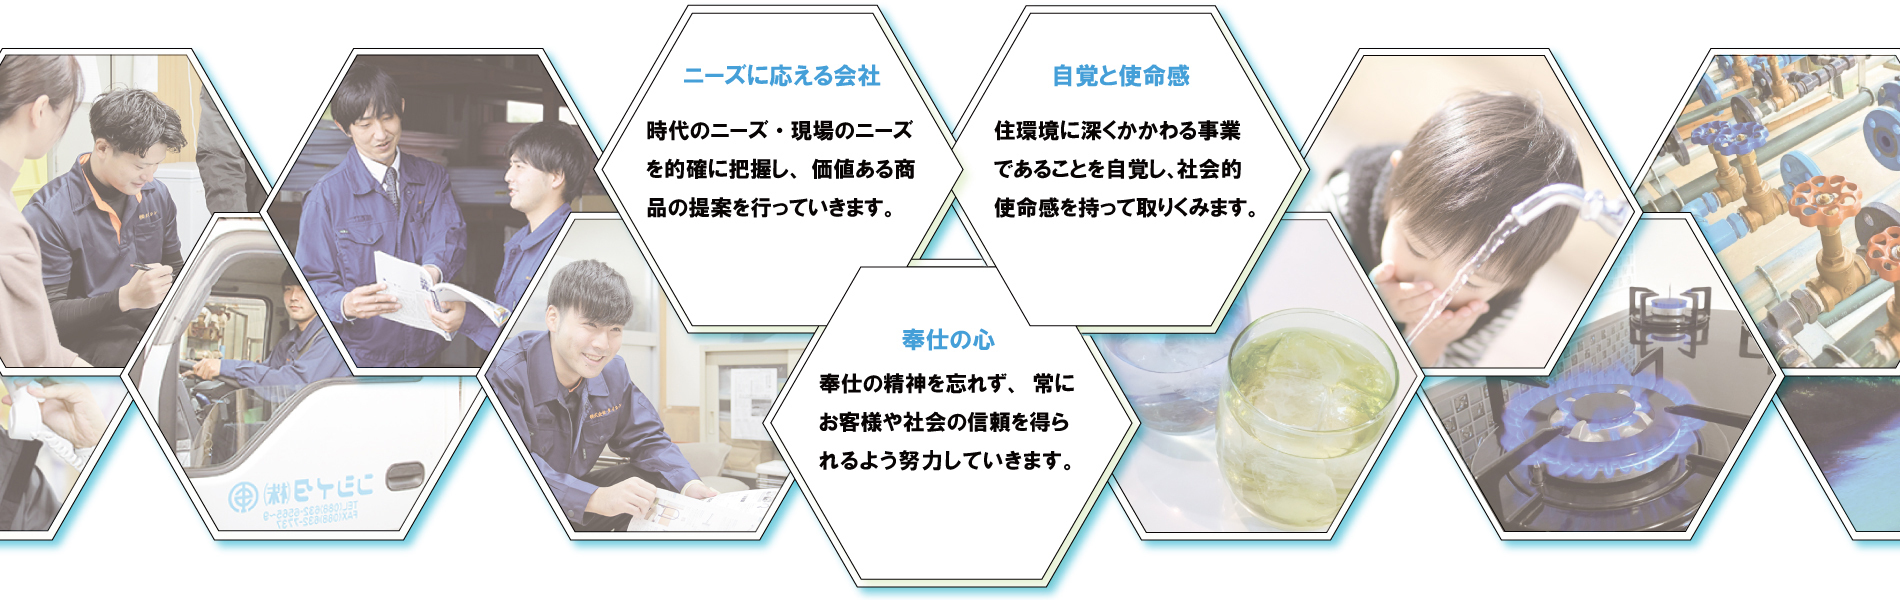 ニーズに応える会社
時代のニーズ・現場のニーズ
を的確に把握し、価値ある商
品の提案を行っていきます。
自覚と使命感
住環境に深くかかわる事業
であることを自覚し、社会的
使命感を持って取りくみます。
奉仕の心
奉仕の精神を忘れず、常に
お客様や社会の信頼を得ら
れるよう努力していきます。